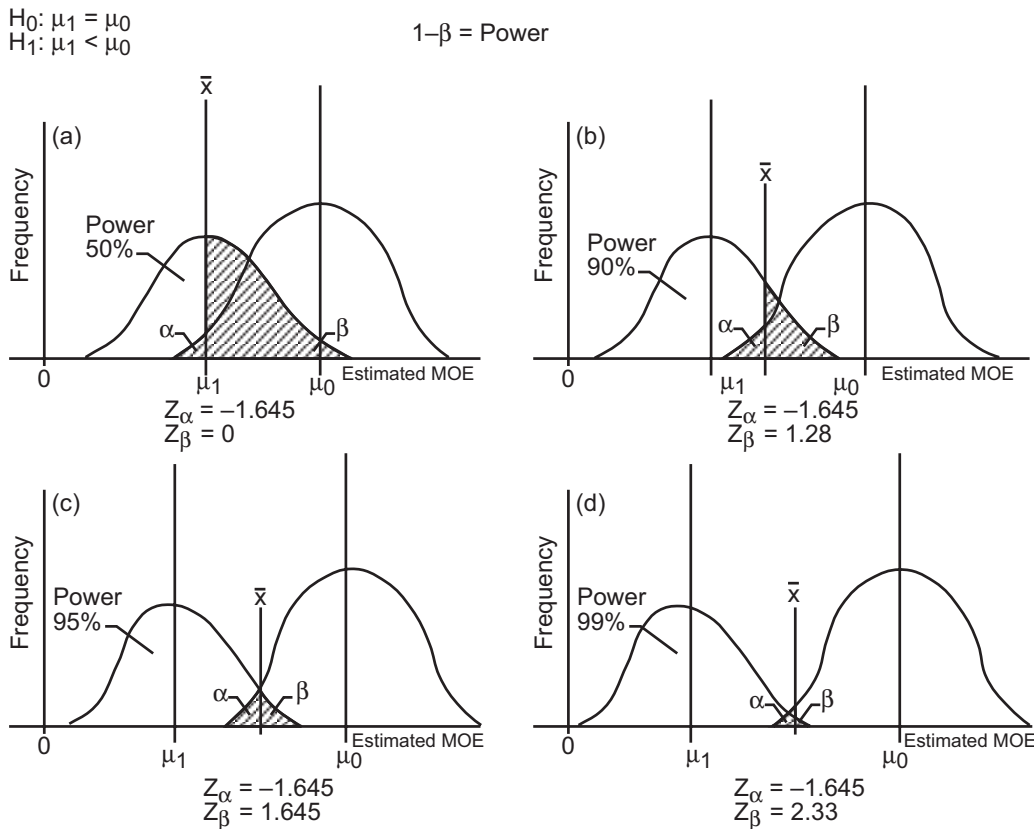 H0: μ1 = μ0
H1: μ1 < μ0
1–β = Power
(a)
x̄
Frequency
Power
50%
α
β
0
μ1
μ0
Estimated MOE
Zα = –1.645
Zβ = 0
(b)
x̄
Frequency
Power
90%
α
β
0
μ1
μ0
Estimated MOE
Zα = –1.645
Zβ = 1.28
(c)
x̄
Frequency
Power
95%
α
β
0
μ1
μ0
Estimated MOE
Zα = –1.645
Zβ = 1.645
(d)
x̄
Frequency
Power
99%
α
β
0
μ1
μ0
Estimated MOE
Zα = –1.645
Zβ = 2.33